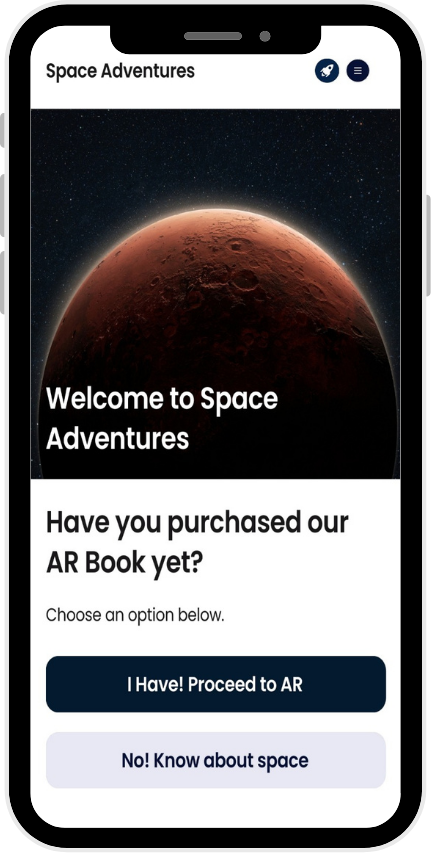 Space Adventures
Welcome to Space
Adventures
Have you purchased our
AR Book yet?
Choose an option below.
I Have! Proceed to AR
No! Know about space